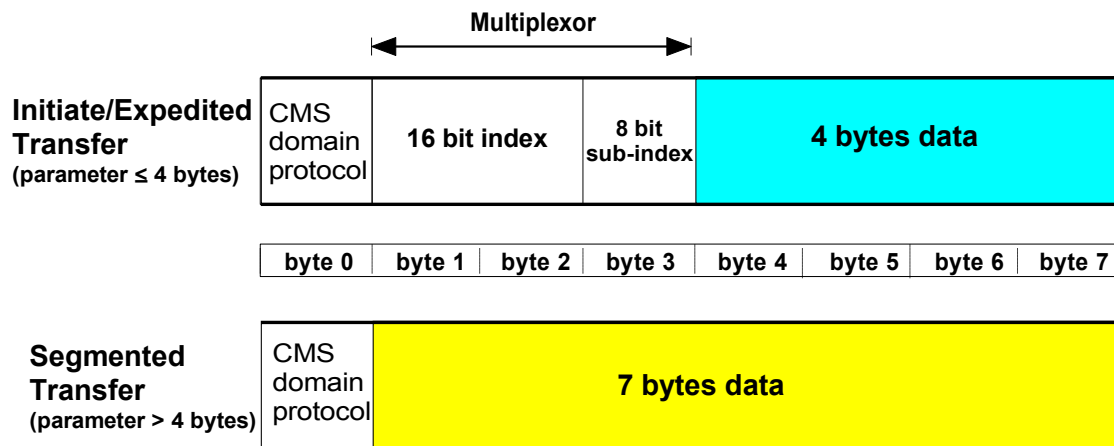 Multiplexor
Initiate/Expedited
Transfer
(parameter ≤ 4 bytes)
CMS
domain
protocol
16 bit index
8 bit
sub-index
4 bytes data
byte 0 byte 1 byte 2 byte 3 byte 4 byte 5 byte 6 byte 7
Segmented
Transfer
(parameter > 4 bytes)
CMS
domain
protocol
7 bytes data